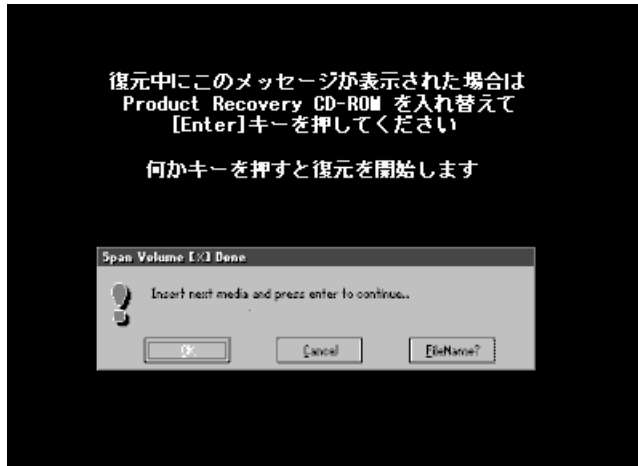 復元中にこのメッセージが表示された場合は
Product Recovery CD-ROM を入れ替えて
[Enter]キーを押してください
何かキーを押すと復元を開始します
Span Volume [X] Done
Insert next media and press enter to continue..
OK
Cancel
FileName?